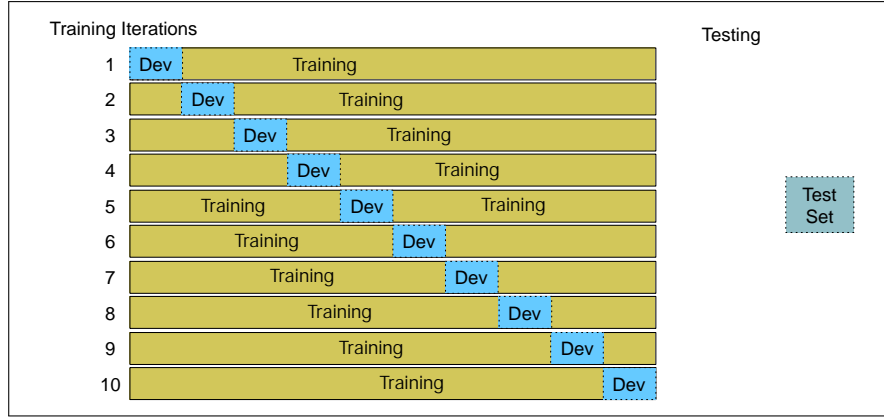 Training Iterations
Testing
1 Dev Training
2 Dev Training
3 Dev Training
4 Dev Training
5 Training Dev Training
6 Training Dev
7 Training Dev
8 Training Dev
9 Training Dev
10 Training Dev
Test
Set